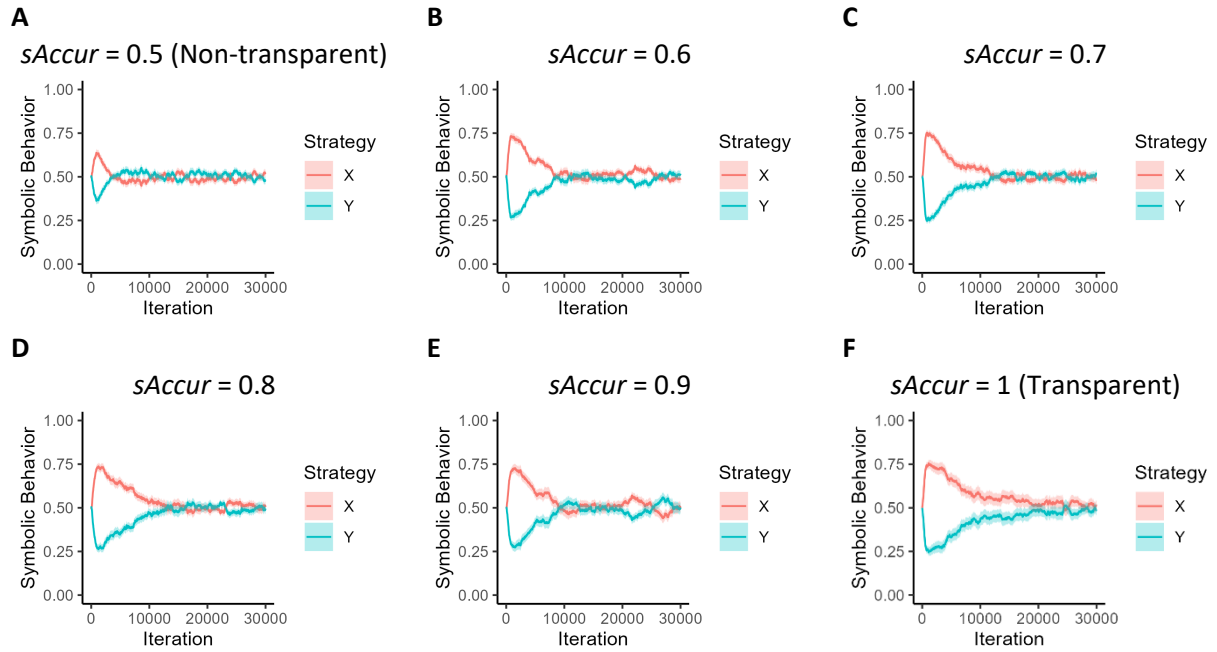 A
sAccur = 0.5 (Non-transparent)
1.00
0.75
0.50
0.25
0.00
Symbolic Behavior
0 10000 20000 30000
Iteration
Strategy
X
Y
B
sAccur = 0.6
1.00
0.75
0.50
0.25
0.00
Symbolic Behavior
0 10000 20000 30000
Iteration
Strategy
X
Y
C
sAccur = 0.7
1.00
0.75
0.50
0.25
0.00
Symbolic Behavior
0 10000 20000 30000
Iteration
Strategy
X
Y
D
sAccur = 0.8
1.00
0.75
0.50
0.25
0.00
Symbolic Behavior
0 10000 20000 30000
Iteration
Strategy
X
Y
E
sAccur = 0.9
1.00
0.75
0.50
0.25
0.00
Symbolic Behavior
0 10000 20000 30000
Iteration
Strategy
X
Y
F
sAccur = 1 (Transparent)
1.00
0.75
0.50
0.25
0.00
Symbolic Behavior
0 10000 20000 30000
Iteration
Strategy
X
Y